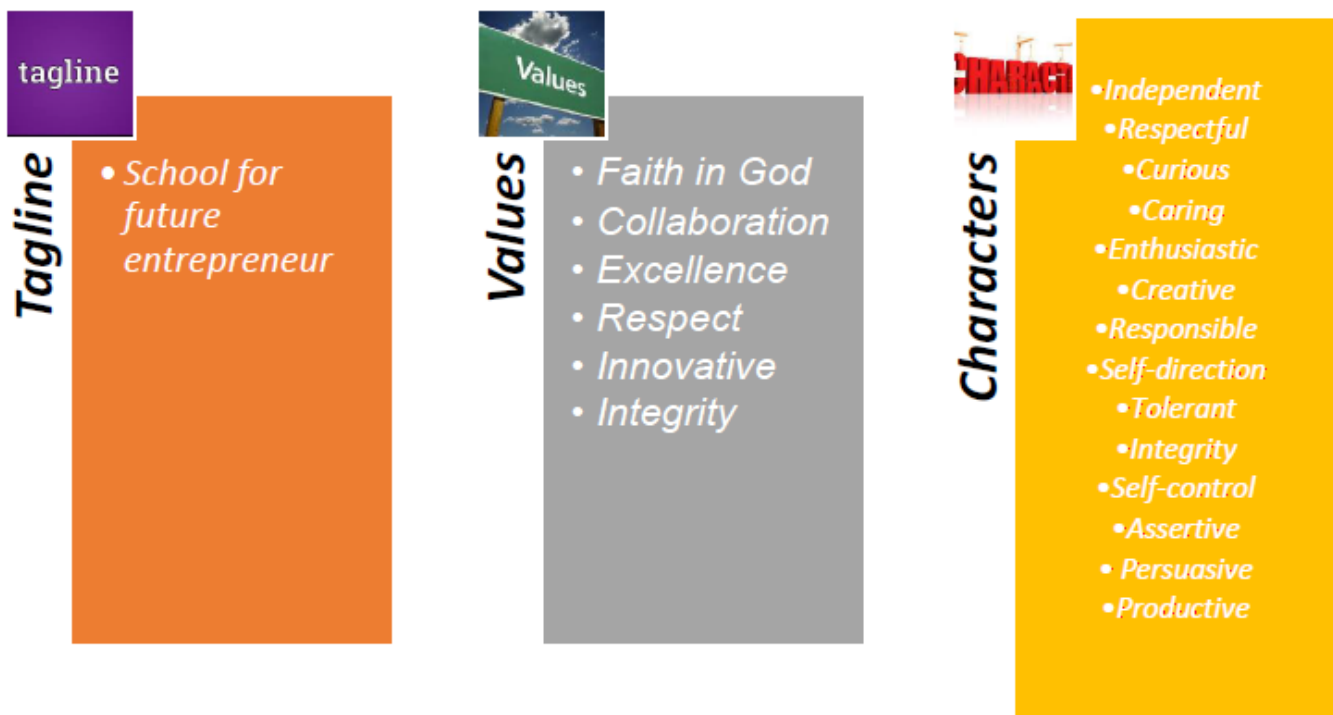 tagline
Tagline
• School for
future
entrepreneur
Values
Values
• Faith in God
• Collaboration
• Excellence
• Respect
• Innovative
• Integrity
CHARACT
Characters
•Independent
•Respectful
•Curious
•Caring
•Enthusiastic
•Creative
•Responsible
•Self-direction
•Tolerant
•Integrity
•Self-control
•Assertive
• Persuasive
•Productive